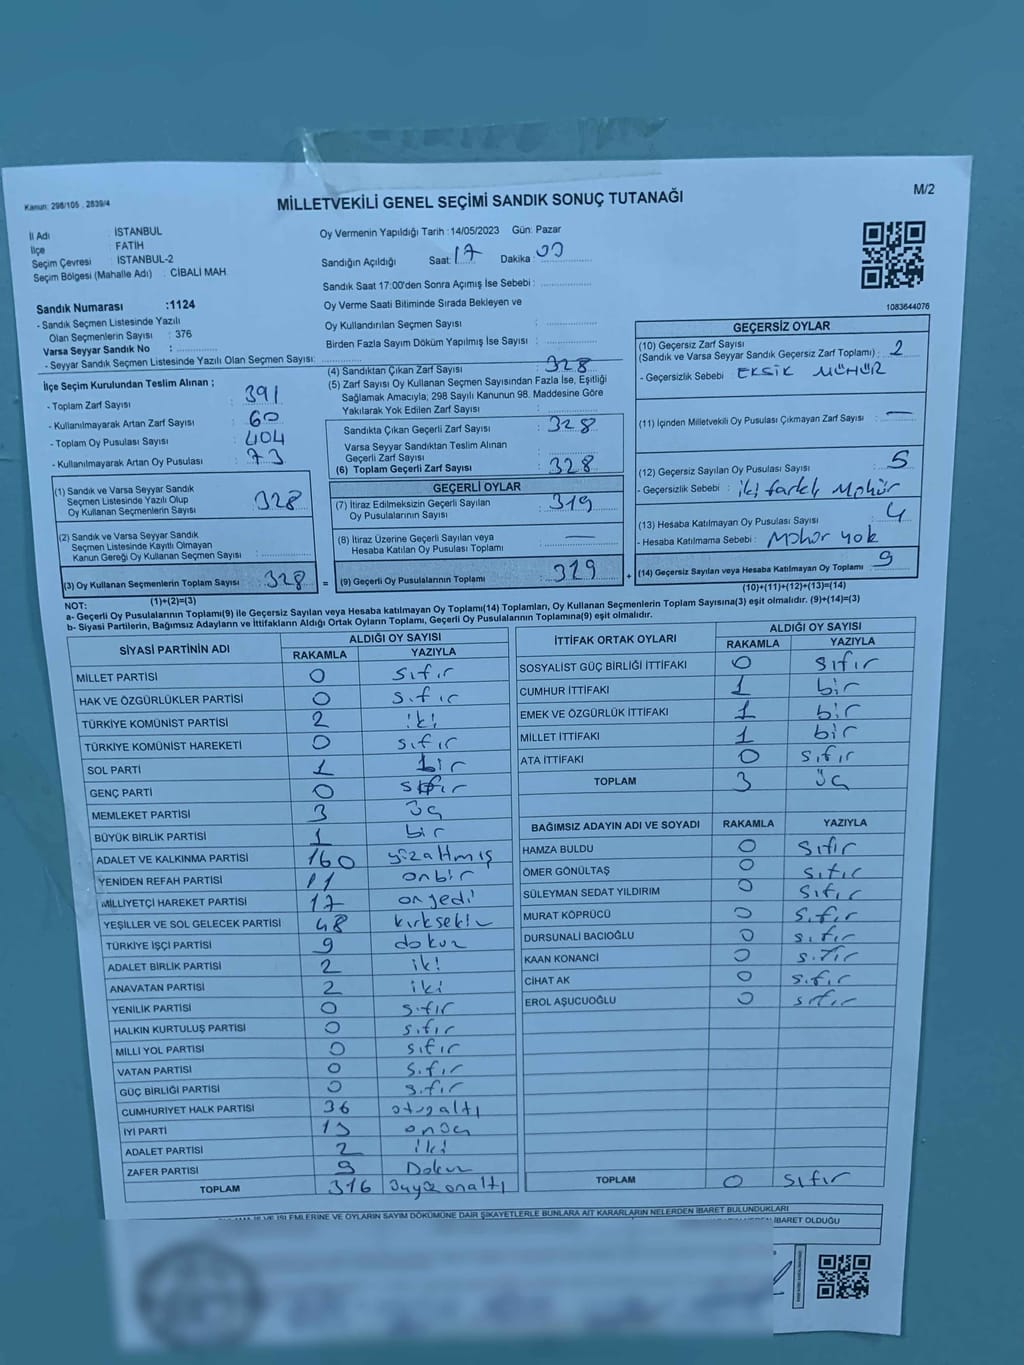 Kanun: 298/105 . 2839/4
MİLLETVEKİLİ GENEL SEÇİMİ SANDIK SONUÇ TUTANAĞI
M/2
İl Adı : İSTANBUL
İlçe : FATİH
Seçim Çevresi : İSTANBUL-2
Seçim Bölgesi (Mahalle Adı) : CİBALİ MAH
Sandık Numarası :1124
- Sandık Seçmen Listesinde Yazılı
Olan Seçmenlerin Sayısı : 376
Varsa Seyyar Sandık No :
- Seyyar Sandık Seçmen Listesinde Yazılı Olan Seçmen Sayısı:
Oy Vermenin Yapıldığı Tarih :14/05/2023 Gün: Pazar
Sandığın Açıldığı Saat: 17 Dakika : 00
Sandık Saat 17:00'den Sonra Açımış İse Sebebi :
Oy Verme Saati Bitiminde Sırada Bekleyen ve
Oy Kullandırılan Seçmen Sayısı :
Birden Fazla Sayım Döküm Yapılmış İse Sayısı :
1083644076
İlçe Seçim Kurulundan Teslim Alınan ;
- Toplam Zarf Sayısı : 391
- Kullanılmayarak Artan Zarf Sayısı : 60
- Toplam Oy Pusulası Sayısı : 404
- Kullanılmayarak Artan Oy Pusulası : 73
(1) Sandık ve Varsa Seyyar Sandık
Seçmen Listesinde Yazılı Olup
Oy Kullanan Seçmenlerin Sayısı : 328
(2) Sandık ve Varsa Seyyar Sandık
Seçmen Listesinde Kayıtlı Olmayan
Kanun Gereği Oy Kullanan Seçmen Sayısı :
(3) Oy Kullanan Seçmenlerin Toplam Sayısı : 328 =
(1)+(2)=(3)
(4) Sandıktan Çıkan Zarf Sayısı : 328
(5) Zarf Sayısı Oy Kullanan Seçmen Sayısından Fazla İse, Eşitliği
Sağlamak Amacıyla; 298 Sayılı Kanunun 98. Maddesine Göre
Yakılarak Yok Edilen Zarf Sayısı :
Sandıkta Çıkan Geçerli Zarf Sayısı : 328
Varsa Seyyar Sandıktan Teslim Alınan
Geçerli Zarf Sayısı :
(6) Toplam Geçerli Zarf Sayısı : 328
GEÇERLİ OYLAR
(7) İtiraz Edilmeksizin Geçerli Sayılan
Oy Pusulalarının Sayısı : 319
(8) İtiraz Üzerine Geçerli Sayılan veya
Hesaba Katılan Oy Pusulası Toplamı : —
(9) Geçerli Oy Pusulalarının Toplamı : 319 +
GEÇERSİZ OYLAR
(10) Geçersiz Zarf Sayısı
(Sandık ve Varsa Seyyar Sandık Geçersiz Zarf Toplamı) : 2
- Geçersizlik Sebebi : EKSİK MÜHÜR
(11) İçinden Milletvekili Oy Pusulası Çıkmayan Zarf Sayısı : —
(12) Geçersiz Sayılan Oy Pusulası Sayısı : 5
- Geçersizlik Sebebi : iki farklı Mühür
(13) Hesaba Katılmayan Oy Pusulası Sayısı : 4
- Hesaba Katılmama Sebebi : Mühür yok
(14) Geçersiz Sayılan veya Hesaba Katılmayan Oy Toplamı : 9
(10)+(11)+(12)+(13)=(14)
NOT:
a- Geçerli Oy Pusulalarının Toplamı(9) ile Geçersiz Sayılan veya Hesaba katılmayan Oy Toplamı(14) Toplamları, Oy Kullanan Seçmenlerin Toplam Sayısına(3) eşit olmalıdır. (9)+(14)=(3)
b- Siyasi Partilerin, Bağımsız Adayların ve İttifakların Aldığı Ortak Oyların Toplamı, Geçerli Oy Pusulalarının Toplamına(9) eşit olmalıdır.
SİYASİ PARTİNİN ADI ALDIĞI OY SAYISI
RAKAMLA YAZIYLA
MİLLET PARTİSİ 0 sıfır
HAK VE ÖZGÜRLÜKLER PARTİSİ 0 sıfır
TÜRKİYE KOMÜNİST PARTİSİ 2 iki
TÜRKİYE KOMÜNİST HAREKETİ 0 sıfır
SOL PARTİ 1 bir
GENÇ PARTİ 0 sıfır
MEMLEKET PARTİSİ 3 üç
BÜYÜK BİRLİK PARTİSİ 1 bir
ADALET VE KALKINMA PARTİSİ 160 yüzaltmış
YENİDEN REFAH PARTİSİ 11 onbir
MİLLİYETÇİ HAREKET PARTİSİ 17 onyedi
YEŞİLLER VE SOL GELECEK PARTİSİ 48 kırksekiz
TÜRKİYE İŞÇİ PARTİSİ 9 dokuz
ADALET BİRLİK PARTİSİ 2 iki
ANAVATAN PARTİSİ 2 iki
YENİLİK PARTİSİ 0 sıfır
HALKIN KURTULUŞ PARTİSİ 0 sıfır
MİLLİ YOL PARTİSİ 0 sıfır
VATAN PARTİSİ 0 sıfır
GÜÇ BİRLİĞİ PARTİSİ 0 sıfır
CUMHURİYET HALK PARTİSİ 36 otuzaltı
İYİ PARTİ 13 onüç
ADALET PARTİSİ 2 iki
ZAFER PARTİSİ 9 Dokuz
TOPLAM 316 üçyüzonaltı
İTTİFAK ORTAK OYLARI ALDIĞI OY SAYISI
RAKAMLA YAZIYLA
SOSYALİST GÜÇ BİRLİĞİ İTTİFAKI 0 sıfır
CUMHUR İTTİFAKI 1 bir
EMEK VE ÖZGÜRLÜK İTTİFAKI 1 bir
MİLLET İTTİFAKI 1 bir
ATA İTTİFAKI 0 sıfır
TOPLAM 3 üç
BAĞIMSIZ ADAYIN ADI VE SOYADI RAKAMLA YAZIYLA
HAMZA BULDU 0 sıfır
ÖMER GÖNÜLTAŞ 0 sıfır
SÜLEYMAN SEDAT YILDIRIM 0 sıfır
MURAT KÖPRÜCÜ 0 sıfır
DURSUNALİ BACIOĞLU 0 sıfır
KAAN KONANCİ 0 sıfır
CİHAT AK 0 sıfır
EROL AŞUCUOĞLU 0 sıfır
TOPLAM 0 sıfır
İŞLEMLERİNE VE OYLARIN SAYIM DÖKÜMÜNE DAİR ŞİKAYETLERLE BUNLARA AİT KARARLARIN NELERDEN İBARET BULUNDUKLARI
İBARET OLDUĞU